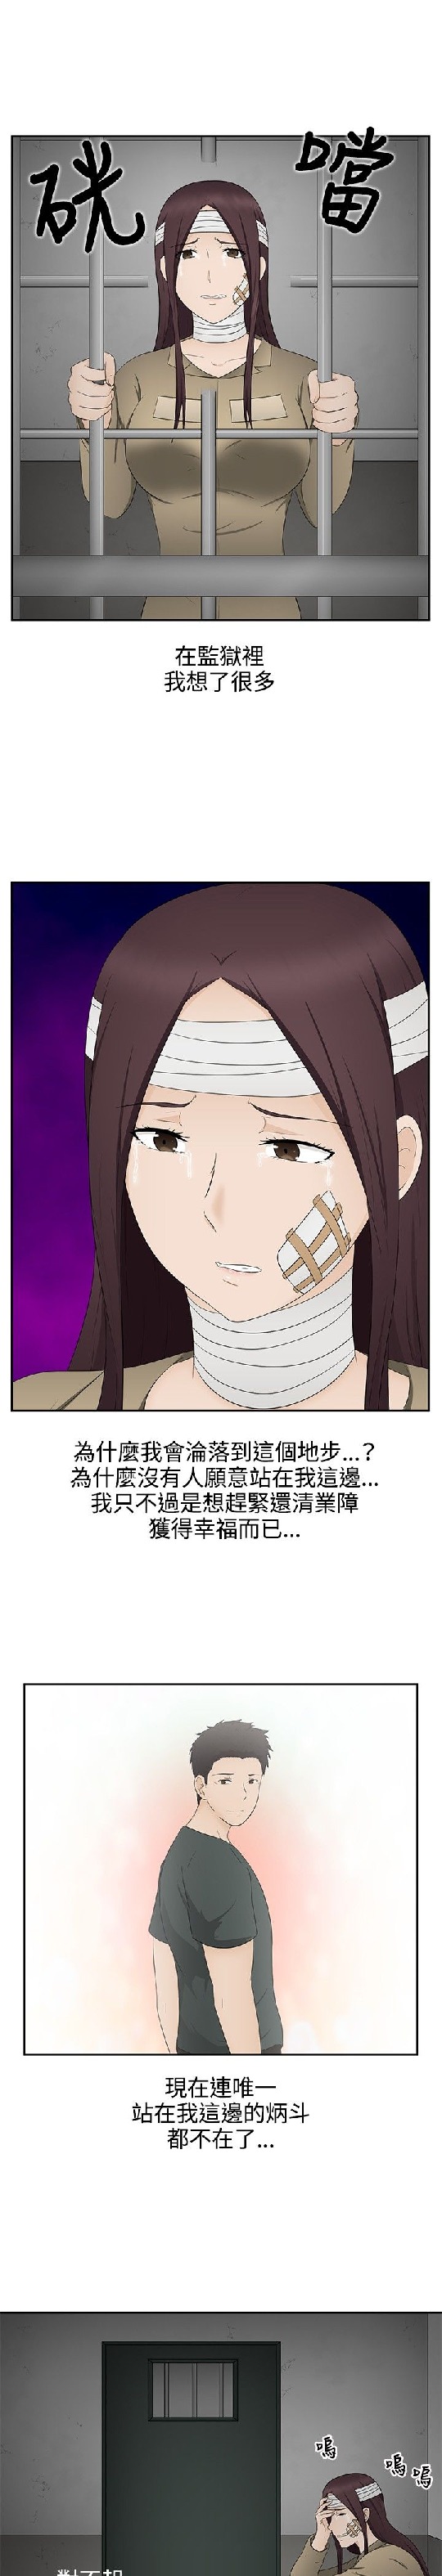 硄噹
在監獄裡
我想了很多
為什麼我會淪落到這個地步...?
為什麼沒有人願意站在我這邊...
我只不過是想趕緊還清業障
獲得幸福而已...
現在連唯一
站在我這邊的炳斗
都不在了...
嗚
嗚嗚